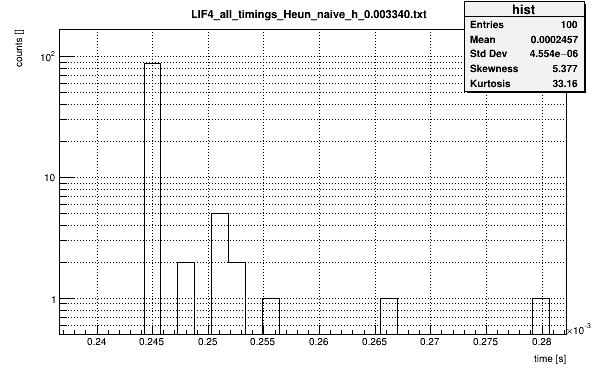 LIF4_all_timings_Heun_naive_h_0.003340.txt
hist
Entries 100
Mean 0.0002457
Std Dev 4.554e−06
Skewness 5.377
Kurtosis 33.16
counts []
10²
10
1
0.24 0.245 0.25 0.255 0.26 0.265 0.27 0.275 0.28
×10⁻³
time [s]